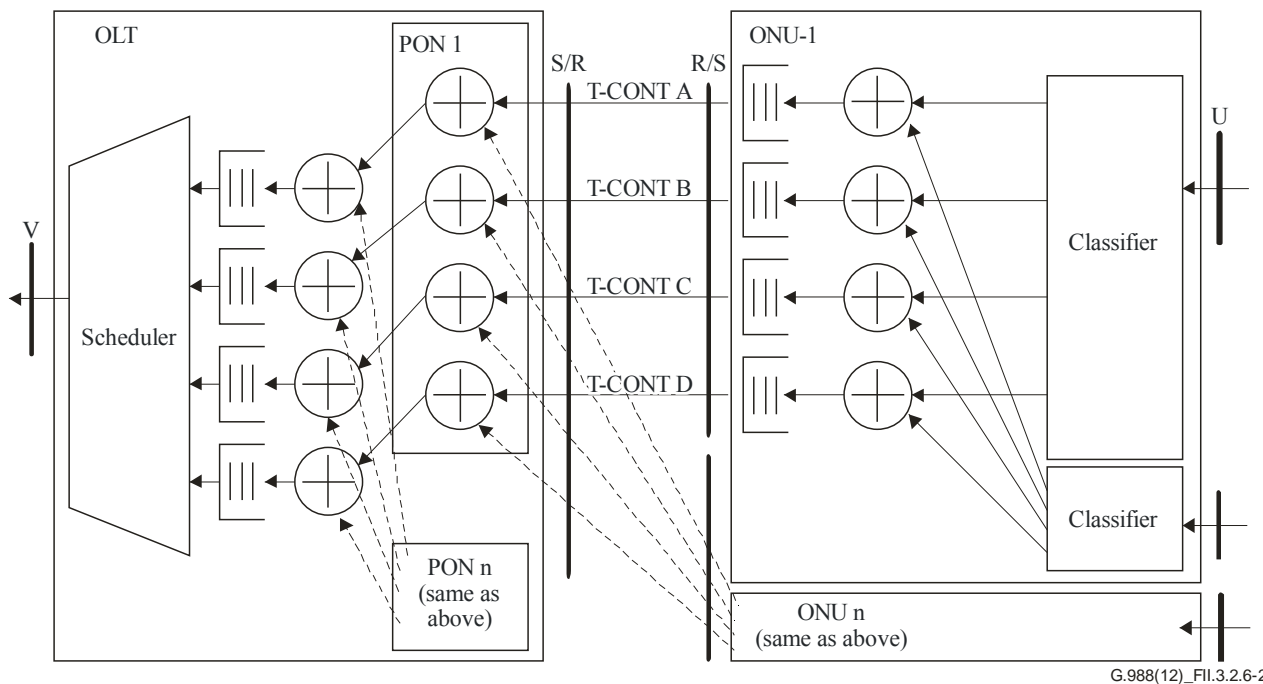 OLT
PON 1
S/R
R/S
ONU-1
T-CONT A
U
T-CONT B
V
Classifier
T-CONT C
Scheduler
T-CONT D
Classifier
PON n
(same as
above)
ONU n
(same as above)
G.988(12)_FII.3.2.6-2